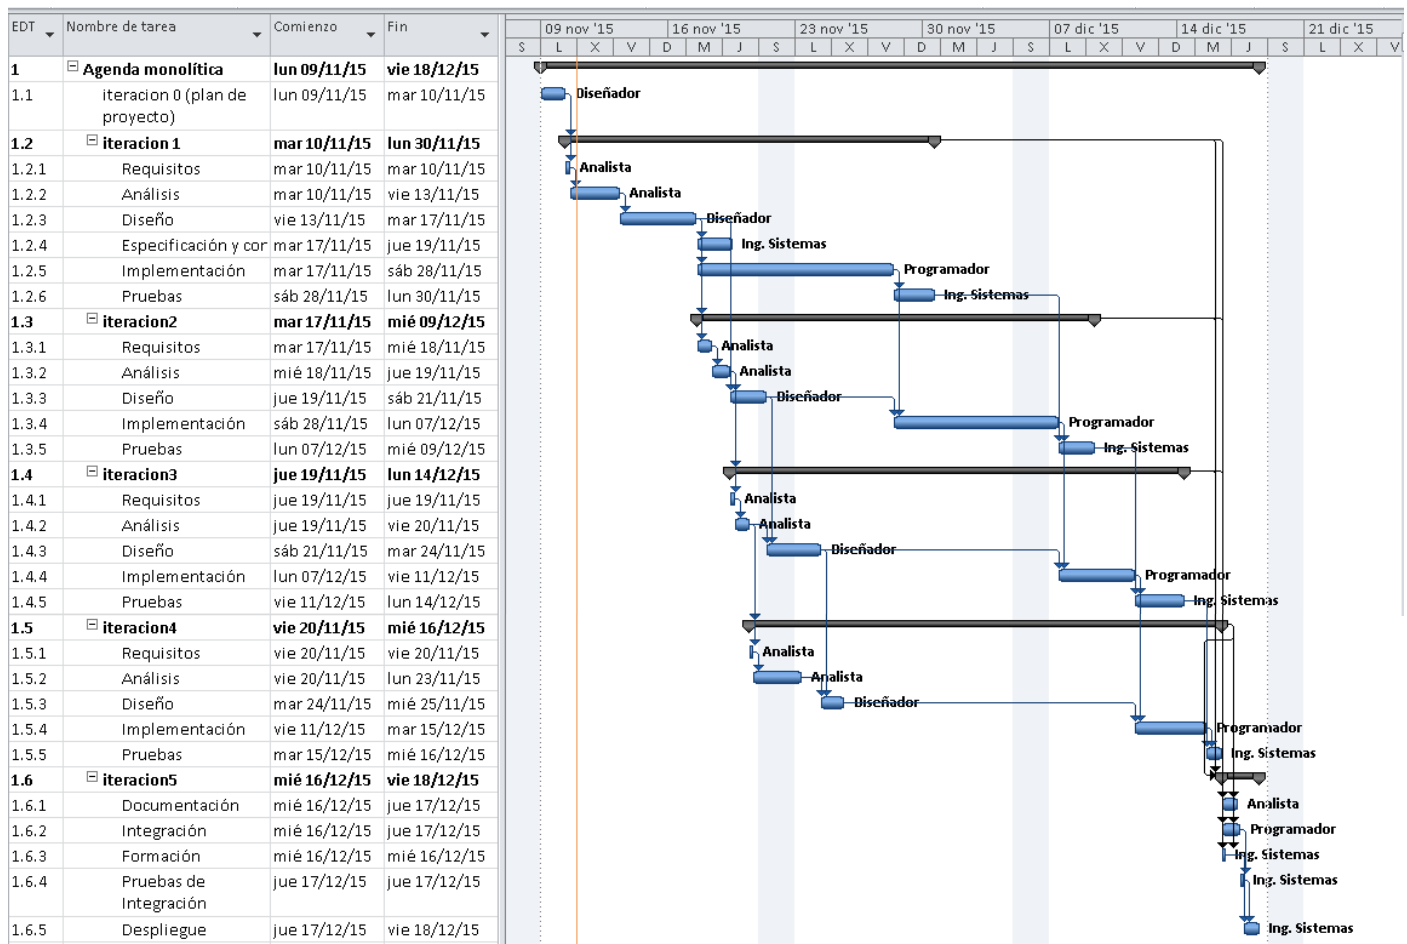 EDT Nombre de tarea Comienzo Fin 09 nov '15 16 nov '15 23 nov '15 30 nov '15 07 dic '15 14 dic '15 21 dic '15
S L X V D M J S L X V D M J S L X V D M J S L X V
1 Agenda monolítica lun 09/11/15 vie 18/12/15
1.1 iteracion 0 (plan de lun 09/11/15 mar 10/11/15 Diseñador
proyecto)
1.2 iteracion 1 mar 10/11/15 lun 30/11/15
1.2.1 Requisitos mar 10/11/15 mar 10/11/15 Analista
1.2.2 Análisis mar 10/11/15 vie 13/11/15 Analista
1.2.3 Diseño vie 13/11/15 mar 17/11/15 Diseñador
1.2.4 Especificación y cor mar 17/11/15 jue 19/11/15 Ing. Sistemas
1.2.5 Implementación mar 17/11/15 sáb 28/11/15 Programador
1.2.6 Pruebas sáb 28/11/15 lun 30/11/15 Ing. Sistemas
1.3 iteracion2 mar 17/11/15 mié 09/12/15
1.3.1 Requisitos mar 17/11/15 mié 18/11/15 Analista
1.3.2 Análisis mié 18/11/15 jue 19/11/15 Analista
1.3.3 Diseño jue 19/11/15 sáb 21/11/15 Diseñador
1.3.4 Implementación sáb 28/11/15 lun 07/12/15 Programador
1.3.5 Pruebas lun 07/12/15 mié 09/12/15 Ing. Sistemas
1.4 iteracion3 jue 19/11/15 lun 14/12/15
1.4.1 Requisitos jue 19/11/15 jue 19/11/15 Analista
1.4.2 Análisis jue 19/11/15 vie 20/11/15 Analista
1.4.3 Diseño sáb 21/11/15 mar 24/11/15 Diseñador
1.4.4 Implementación lun 07/12/15 vie 11/12/15 Programador
1.4.5 Pruebas vie 11/12/15 lun 14/12/15 Ing. Sistemas
1.5 iteracion4 vie 20/11/15 mié 16/12/15
1.5.1 Requisitos vie 20/11/15 vie 20/11/15 Analista
1.5.2 Análisis vie 20/11/15 lun 23/11/15 Analista
1.5.3 Diseño mar 24/11/15 mié 25/11/15 Diseñador
1.5.4 Implementación vie 11/12/15 mar 15/12/15 Programador
1.5.5 Pruebas mar 15/12/15 mié 16/12/15 Ing. Sistemas
1.6 iteracion5 mié 16/12/15 vie 18/12/15
1.6.1 Documentación mié 16/12/15 jue 17/12/15 Analista
1.6.2 Integración mié 16/12/15 jue 17/12/15 Programador
1.6.3 Formación mié 16/12/15 mié 16/12/15 Ing. Sistemas
1.6.4 Pruebas de jue 17/12/15 jue 17/12/15 Ing. Sistemas
Integración
1.6.5 Despliegue jue 17/12/15 vie 18/12/15 Ing. Sistemas